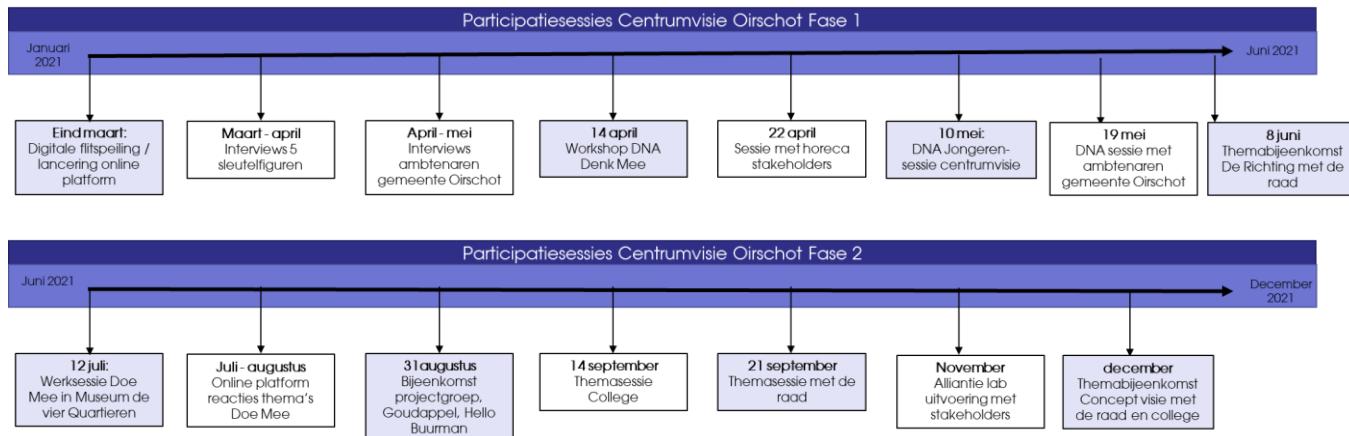 Participatiesessies Centrumvisie Oirschot Fase 1
Januari
2021
Juni 2021
Eind maart:
Digitale flitspeiling /
lancering online
platform
Maart - april
Interviews 5
sleutelfiguren
April - mei
Interviews
ambtenaren
gemeente Oirschot
14 april
Workshop DNA
Denk Mee
22 april
Sessie met horeca
stakeholders
10 mei:
DNA Jongeren-
sessie centrumvisie
19 mei
DNA sessie met
ambtenaren
gemeente Oirschot
8 juni
Themabijeenkomst
De Richting met de
raad
Participatiesessies Centrumvisie Oirschot Fase 2
Juni 2021
December
2021
12 juli:
Werksessie Doe
Mee in Museum de
vier Quartieren
Juli - augustus
Online platform
reacties thema's
Doe Mee
31 augustus
Bijeenkomst
projectgroep,
Goudappel, Hello
Buurman
14 september
Themasessie
College
21 september
Themasessie met de
raad
November
Alliantie lab
uitvoering met
stakeholders
december
Themabijeenkomst
Concept visie met
de raad en college